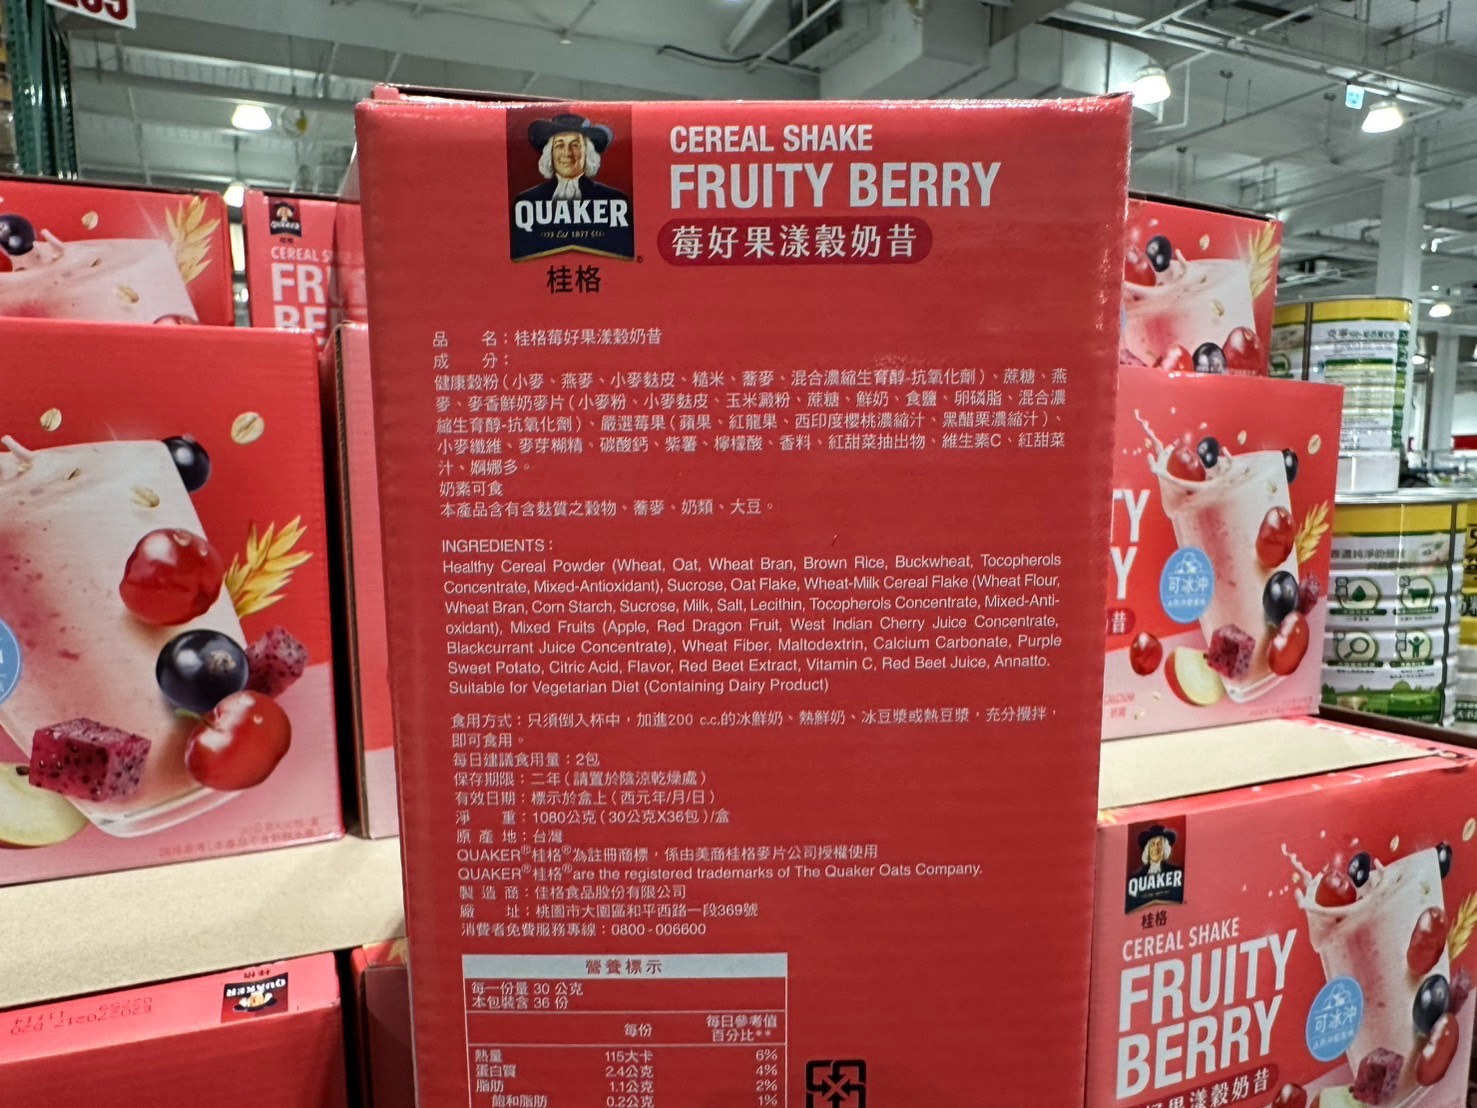 QUAKER
桂格
CEREAL SHAKE
FRUITY BERRY
莓好果漾穀奶昔
品 名：桂格莓好果漾穀奶昔
成 分：
健康穀粉（小麥、燕麥、小麥麩皮、糙米、蕎麥、混合濃縮生育醇-抗氧化劑）、蔗糖、燕
麥、麥香鮮奶麥片（小麥粉、小麥麩皮、玉米澱粉、蔗糖、鮮奶、食鹽、卵磷脂、混合濃
縮生育醇-抗氧化劑）、嚴選莓果（蘋果、紅龍果、西印度櫻桃濃縮汁、黑醋栗濃縮汁）、
小麥纖維、麥芽糊精、碳酸鈣、紫薯、檸檬酸、香料、紅甜菜抽出物、維生素C、紅甜菜
汁、婀娜多。
奶素可食
本產品含有含麩質之穀物、蕎麥、奶類、大豆。
INGREDIENTS：
Healthy Cereal Powder (Wheat, Oat, Wheat Bran, Brown Rice, Buckwheat, Tocopherols
Concentrate, Mixed-Antioxidant), Sucrose, Oat Flake, Wheat-Milk Cereal Flake (Wheat Flour,
Wheat Bran, Corn Starch, Sucrose, Milk, Salt, Lecithin, Tocopherols Concentrate, Mixed-Anti-
oxidant), Mixed Fruits (Apple, Red Dragon Fruit, West Indian Cherry Juice Concentrate,
Blackcurrant Juice Concentrate), Wheat Fiber, Maltodextrin, Calcium Carbonate, Purple
Sweet Potato, Citric Acid, Flavor, Red Beet Extract, Vitamin C, Red Beet Juice, Annatto.
Suitable for Vegetarian Diet (Containing Dairy Product)
食用方式：只須倒入杯中，加進200 c.c.的冰鮮奶、熱鮮奶、冰豆漿或熱豆漿，充分攪拌，
即可食用。
每日建議食用量：2包
保存期限：二年（請置於陰涼乾燥處）
有效日期：標示於盒上（西元年/月/日）
淨 重：1080公克（30公克X36包）/盒
原 產 地：台灣
QUAKER®桂格®為註冊商標，係由美商桂格麥片公司授權使用
QUAKER®桂格®are the registered trademarks of The Quaker Oats Company.
製 造 商：佳格食品股份有限公司
廠 址：桃園市大園區和平西路一段369號
消費者免費服務專線：0800-006600
營養標示
每一份量 30 公克
本包裝含 36 份
每份 每日參考值
百分比**
熱量 115大卡 6%
蛋白質 2.4公克 4%
脂肪 1.1公克 2%
飽和脂肪 0.2公克 1%
可冰沖
QUAKER
桂格
CEREAL SHAKE
FRUITY
BERRY
可冰沖